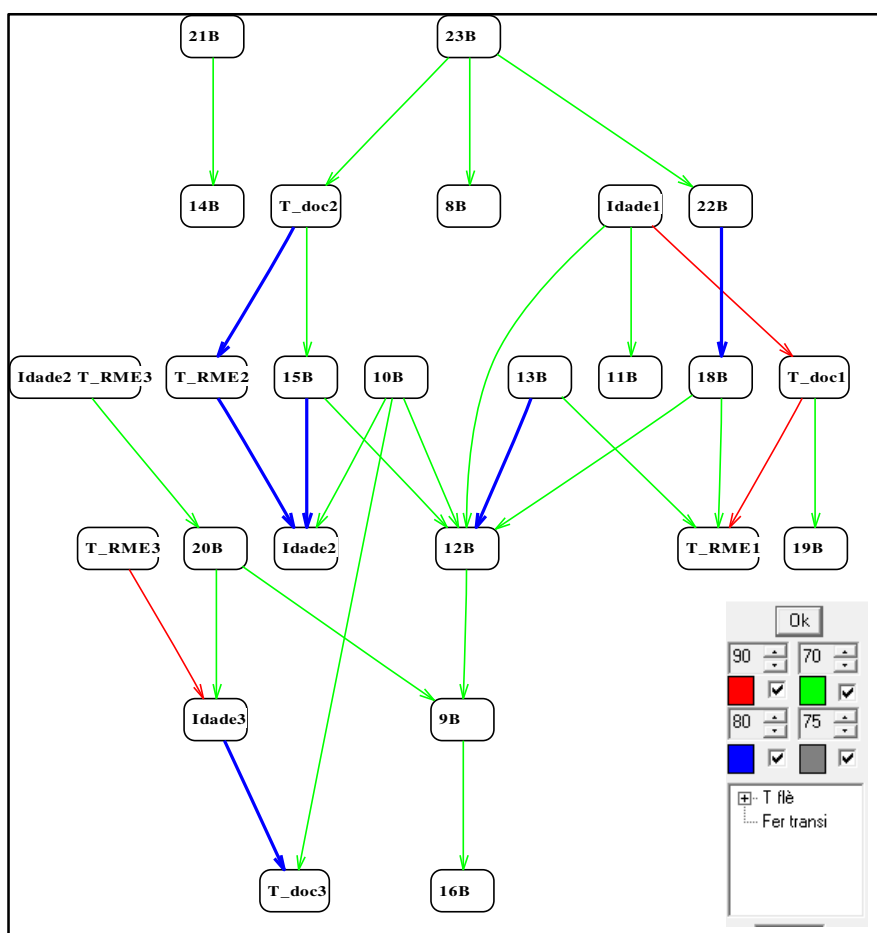 21B
23B
14B
T_doc2
8B
Idade1
22B
Idade2 T_RME3
T_RME2
15B
10B
13B
11B
18B
T_doc1
T_RME3
20B
Idade2
12B
T_RME1
19B
Ok
90
70
Idade3
9B
80
75
T flè
Fer transi
T_doc3
16B